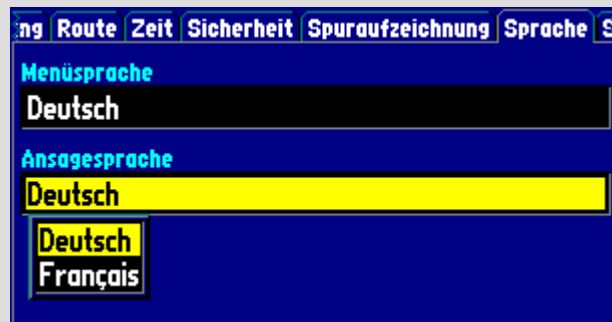 ng Route Zeit Sicherheit Spuraufzeichnung Sprache S
Menüsprache
Deutsch
Ansagesprache
Deutsch
Deutsch
Français